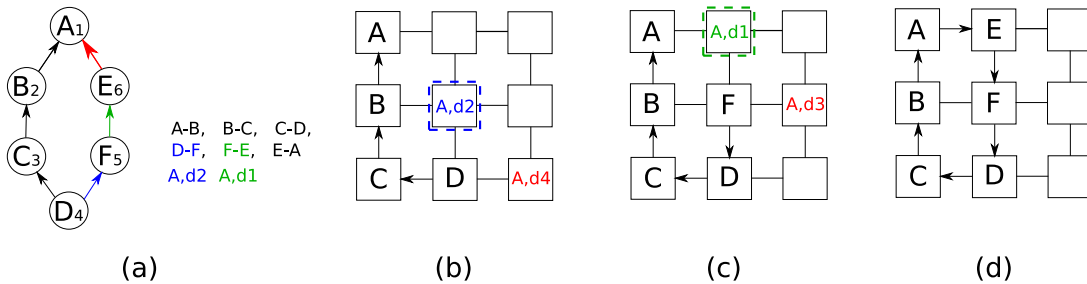 A1
B2 E6
C3 F5
D4
A-B, B-C, C-D,
D-F, F-E, E-A
A,d2 A,d1
(a)
A
B A,d2
C D A,d4
(b)
A A,d1
B F A,d3
C D
(c)
A E
B F
C D
(d)